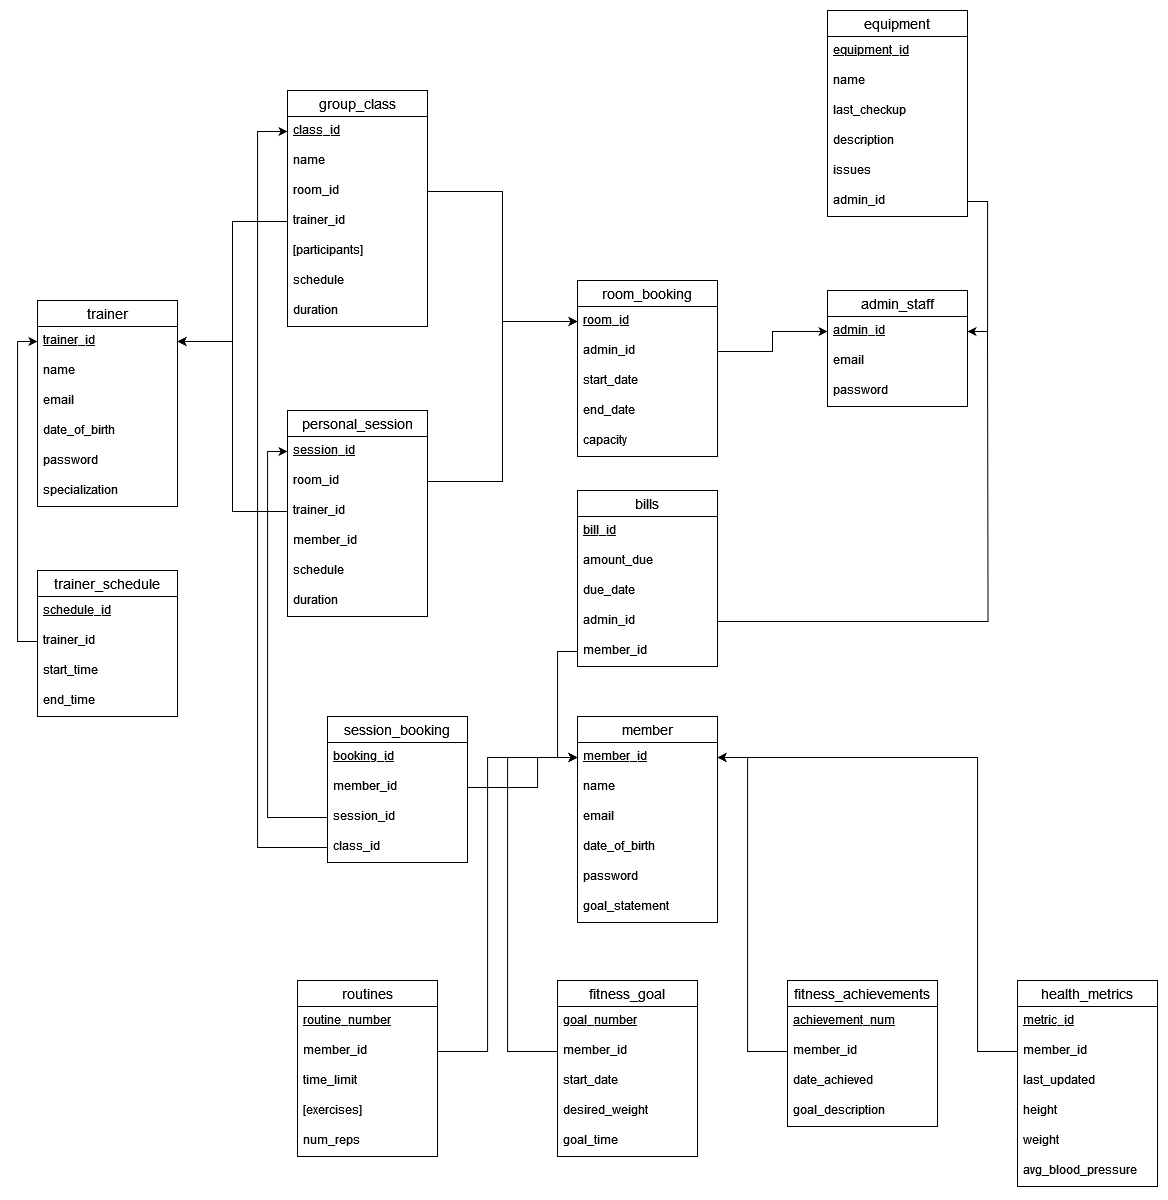 equipment
equipment_id
name
last_checkup
description
issues
admin_id
group_class
class_id
name
room_id
trainer_id
[participants]
schedule
duration
trainer
trainer_id
name
email
date_of_birth
password
specialization
room_booking
room_id
admin_id
start_date
end_date
capacity
admin_staff
admin_id
email
password
personal_session
session_id
room_id
trainer_id
member_id
schedule
duration
bills
bill_id
amount_due
due_date
admin_id
member_id
trainer_schedule
schedule_id
trainer_id
start_time
end_time
session_booking
booking_id
member_id
session_id
class_id
member
member_id
name
email
date_of_birth
password
goal_statement
routines
routine_number
member_id
time_limit
[exercises]
num_reps
fitness_goal
goal_number
member_id
start_date
desired_weight
goal_time
fitness_achievements
achievement_num
member_id
date_achieved
goal_description
health_metrics
metric_id
member_id
last_updated
height
weight
avg_blood_pressure